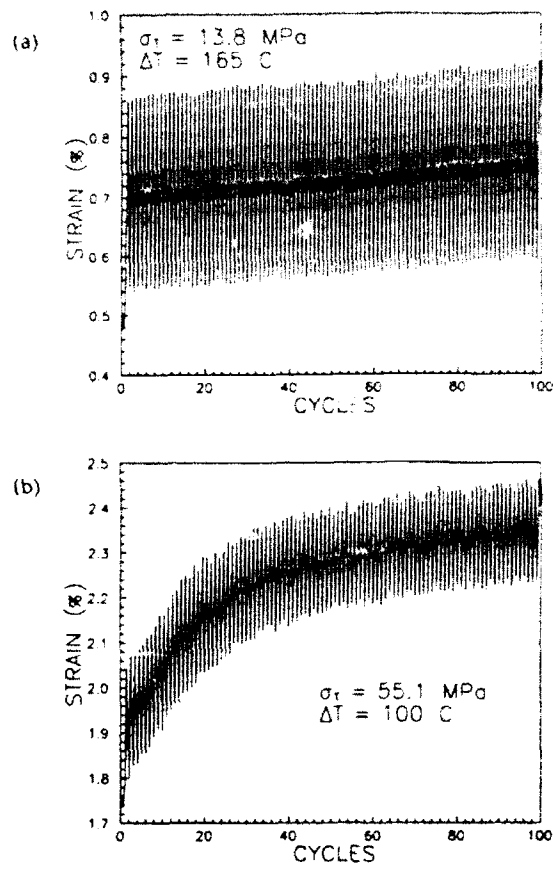 (a)
1.0
σ₁ = 13.8 MPa
ΔT = 165 C
0.9
0.8
0.7
0.6
0.5
0.4
STRAIN (%)
0 20 40 60 80 100
CYCLES
(b)
2.5
2.4
2.3
2.2
2.1
2.0
1.9
1.8
1.7
STRAIN (%)
σ₁ = 55.1 MPa
ΔT = 100 C
0 20 40 60 80 100
CYCLES